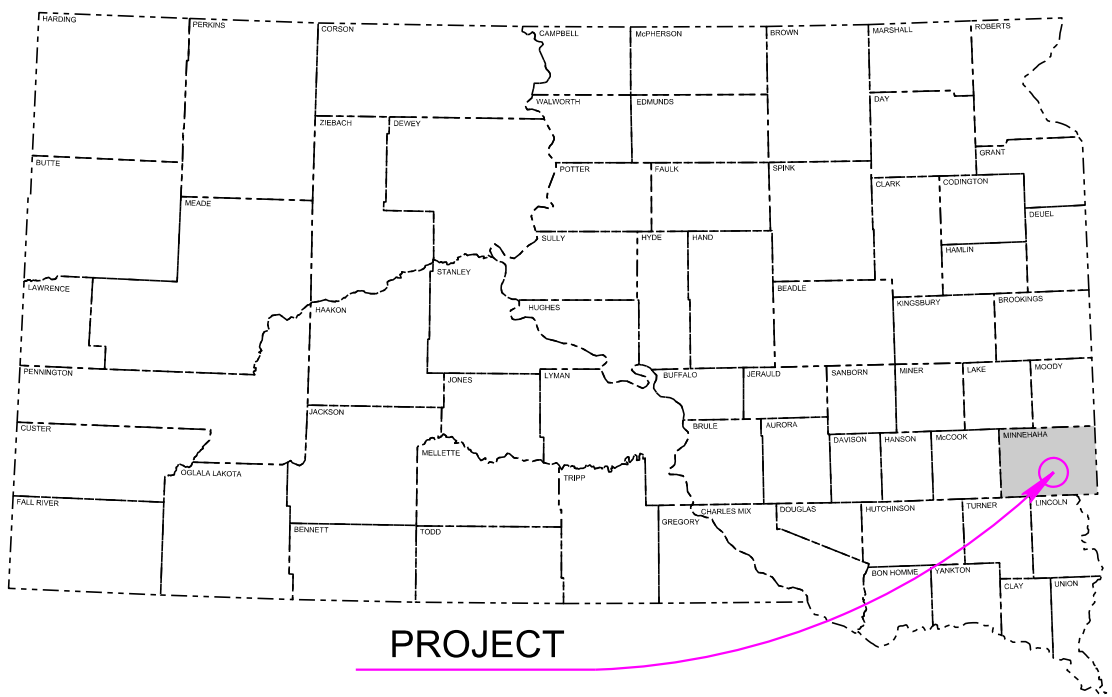 HARDING
PERKINS
CORSON
CAMPBELL
McPHERSON
BROWN
MARSHALL
ROBERTS
WALWORTH
EDMUNDS
DAY
ZIEBACH
DEWEY
GRANT
BUTTE
POTTER
FAULK
SPINK
CLARK
CODINGTON
MEADE
DEUEL
SULLY
HYDE
HAND
HAMLIN
STANLEY
LAWRENCE
BEADLE
HAAKON
HUGHES
KINGSBURY
BROOKINGS
PENNINGTON
JONES
LYMAN
BUFFALO
JERAULD
SANBORN
MINER
LAKE
MOODY
JACKSON
CUSTER
BRULE
AURORA
DAVISON
HANSON
McCOOK
MINNEHAHA
MELLETTE
OGLALA LAKOTA
TRIPP
FALL RIVER
GREGORY
CHARLES MIX
DOUGLAS
HUTCHINSON
TURNER
LINCOLN
BENNETT
TODD
BON HOMME
YANKTON
CLAY
UNION
PROJECT